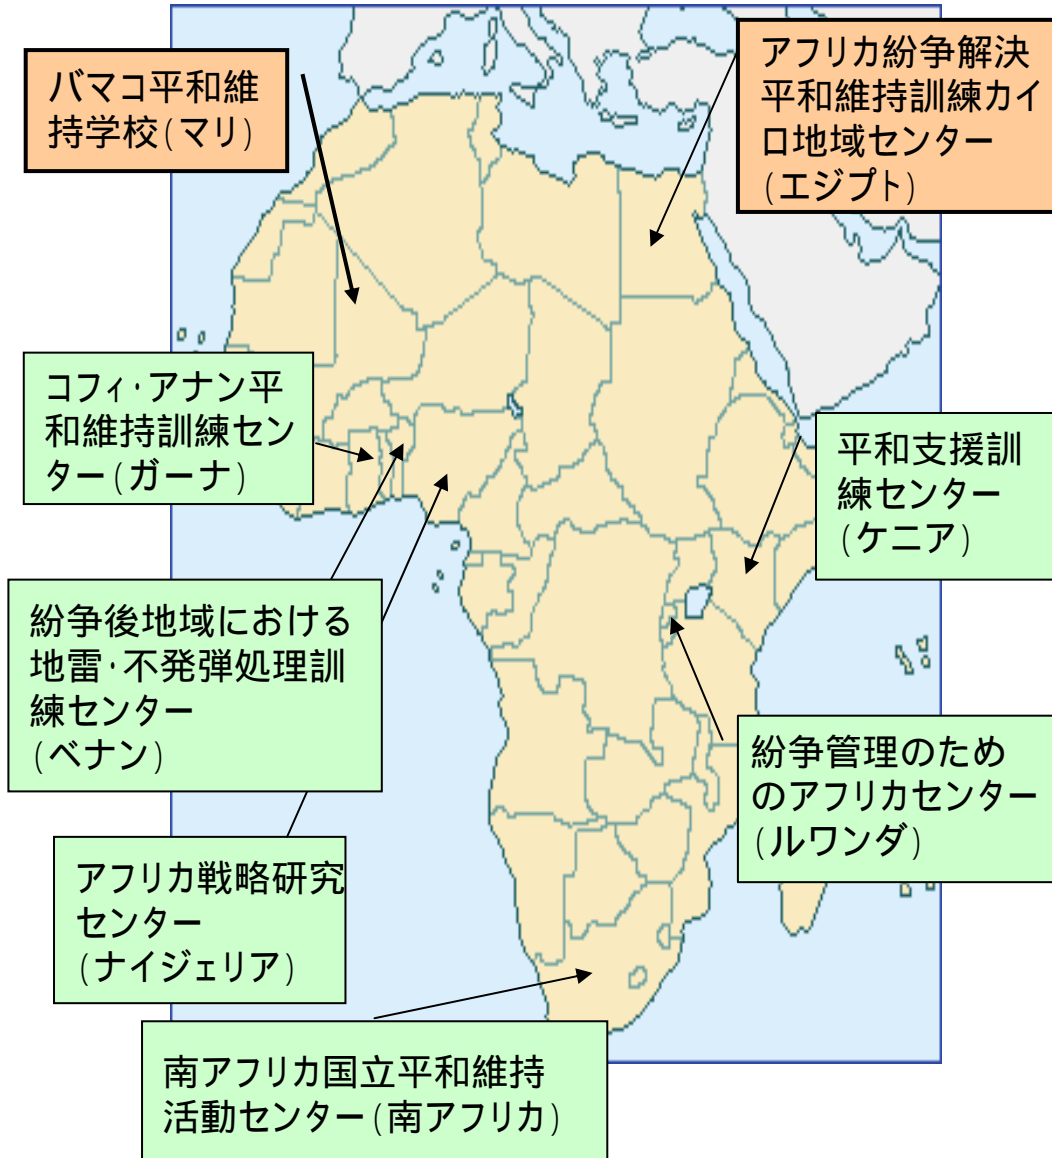 バマコ平和維
持学校(マリ)
アフリカ紛争解決
平和維持訓練カイ
ロ地域センター
(エジプト)
コフィ・アナン平
和維持訓練セン
ター(ガーナ)
平和支援訓
練センター
(ケニア)
紛争後地域における
地雷・不発弾処理訓
練センター
(ベナン)
紛争管理のため
のアフリカセンター
(ルワンダ)
アフリカ戦略研究
センター
(ナイジェリア)
南アフリカ国立平和維持
活動センター(南アフリカ)